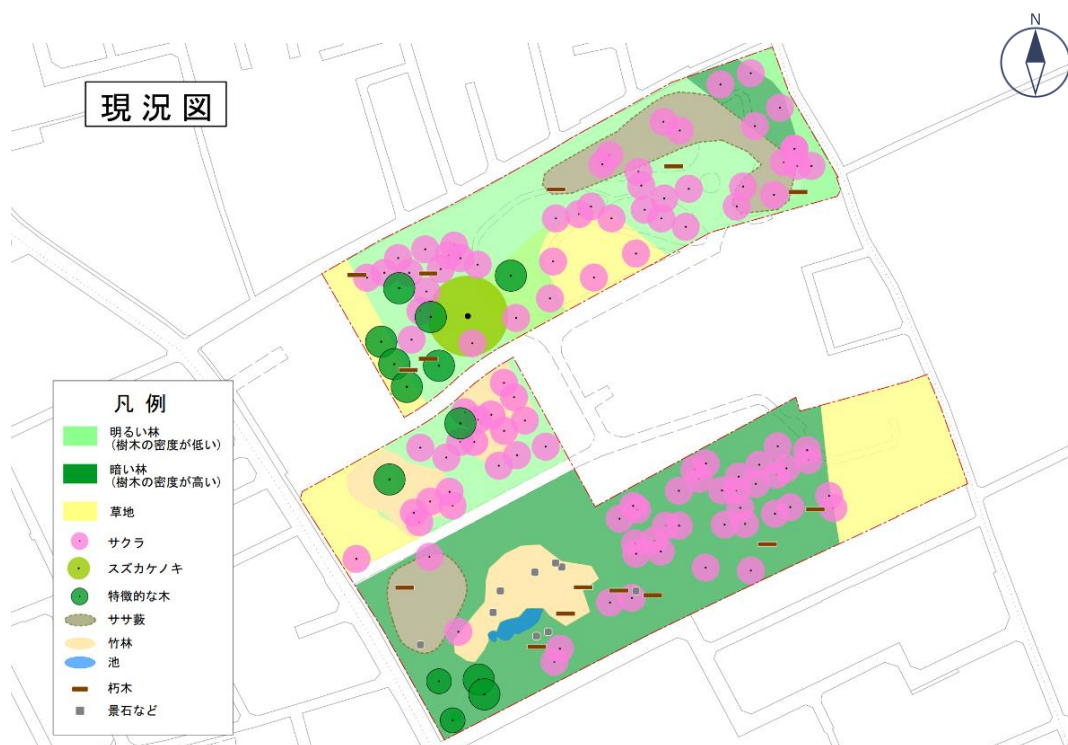 N
現況図
凡例
明るい林
(樹木の密度が低い)
暗い林
(樹木の密度が高い)
草地
サクラ
スズカケノキ
特徴的な木
ササ藪
竹林
池
朽木
景石など